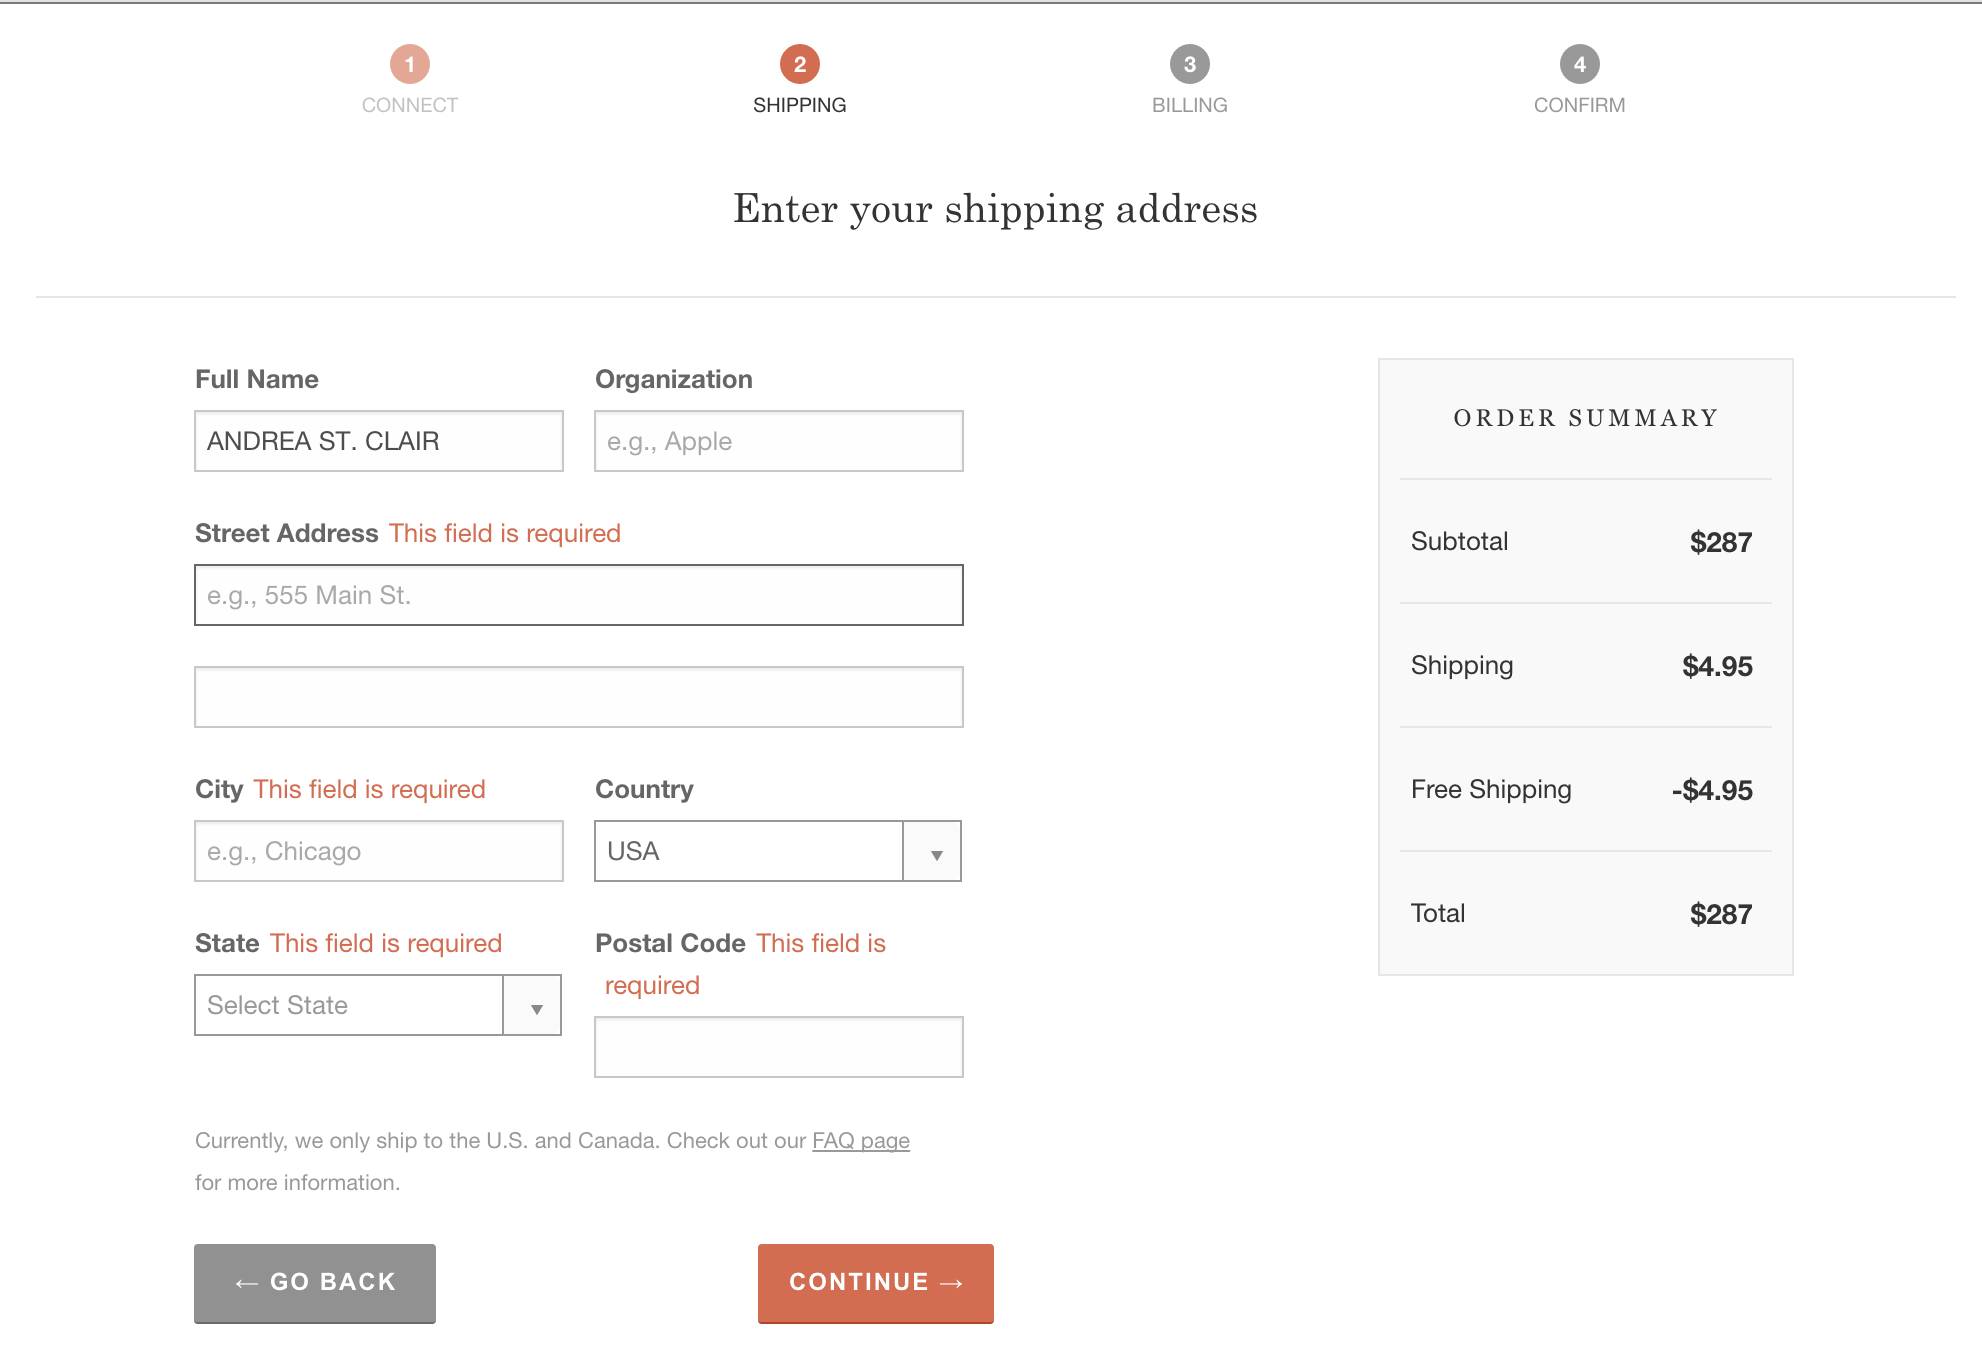 1
CONNECT
2
SHIPPING
3
BILLING
4
CONFIRM
Enter your shipping address
Full Name
ANDREA ST. CLAIR
Organization
e.g., Apple
Street Address This field is required
e.g., 555 Main St.
City This field is required
e.g., Chicago
Country
USA
State This field is required
Select State
Postal Code This field is
required
Currently, we only ship to the U.S. and Canada. Check out our FAQ page
for more information.
← GO BACK
CONTINUE →
ORDER SUMMARY
Subtotal $287
Shipping $4.95
Free Shipping -$4.95
Total $287